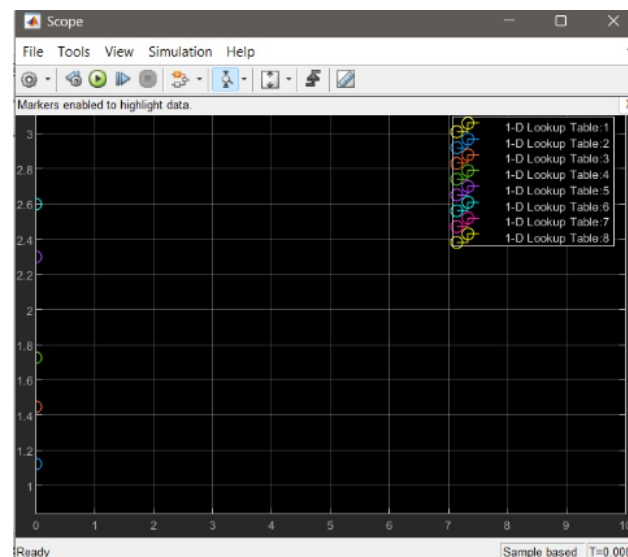 Scope
File Tools View Simulation Help
Markers enabled to highlight data.
1-D Lookup Table:1
1-D Lookup Table:2
1-D Lookup Table:3
1-D Lookup Table:4
1-D Lookup Table:5
1-D Lookup Table:6
1-D Lookup Table:7
1-D Lookup Table:8
3
2.8
2.6
2.4
2.2
2
1.8
1.6
1.4
1.2
1
0 1 2 3 4 5 6 7 8 9 10
Ready Sample based